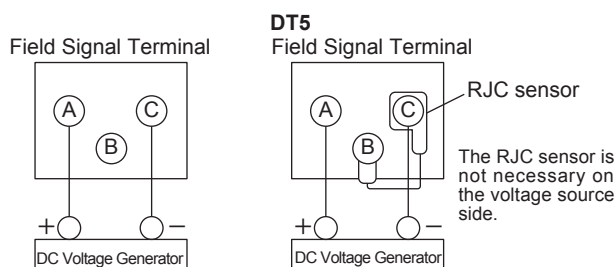 Field Signal Terminal
A
C
B
+
−
DC Voltage Generator
DT5
Field Signal Terminal
A
C
B
RJC sensor
The RJC sensor is
not necessary on
the voltage source
side.
+
−
DC Voltage Generator